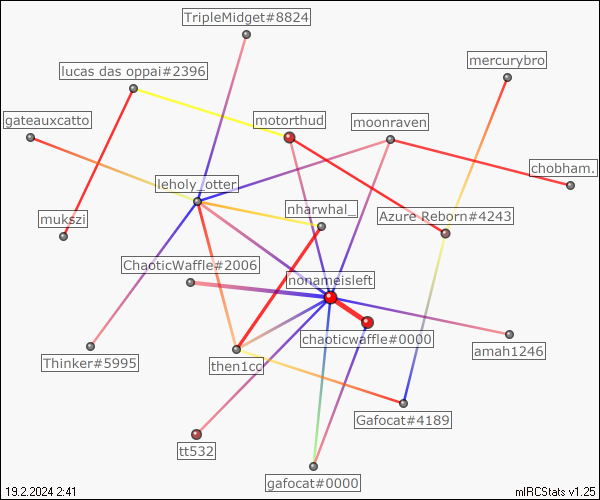 TripleMidget#8824
mercurybro
lucas das oppai#2396
gateauxcatto
motorthud
moonraven
chobham.
leholy_otter
nharwhal_
Azure Reborn#4243
mukszi
ChaoticWaffle#2006
nonameisleft
chaoticwaffle#0000
amah1246
Thinker#5995
then1cc
Gafocat#4189
tt532
gafocat#0000
19.2.2024 2:41
mIRCStats v1.25